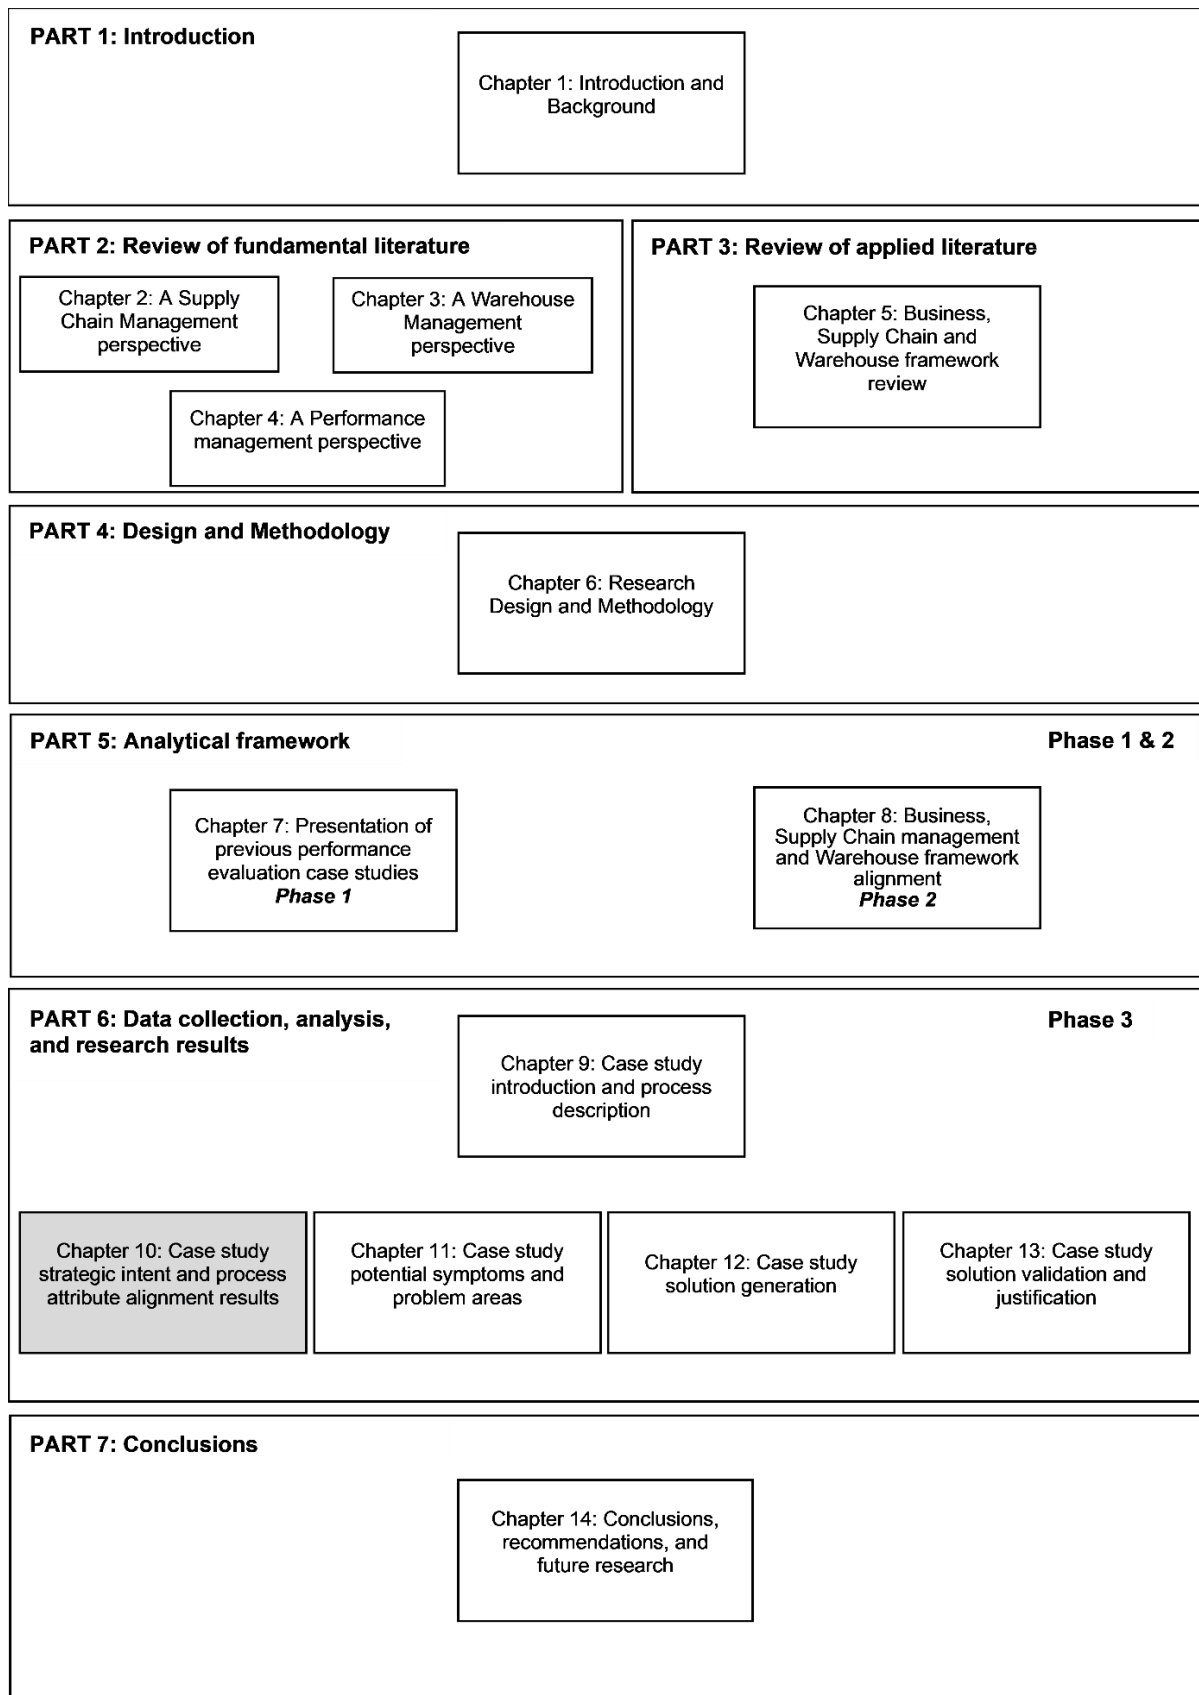 PART 1: Introduction
Chapter 1: Introduction and
Background
PART 2: Review of fundamental literature
Chapter 2: A Supply
Chain Management
perspective
Chapter 3: A Warehouse
Management
perspective
Chapter 4: A Performance
management perspective
PART 3: Review of applied literature
Chapter 5: Business,
Supply Chain and
Warehouse framework
review
PART 4: Design and Methodology
Chapter 6: Research
Design and Methodology
PART 5: Analytical framework
Phase 1 & 2
Chapter 7: Presentation of
previous performance
evaluation case studies
Phase 1
Chapter 8: Business,
Supply Chain management
and Warehouse framework
alignment
Phase 2
PART 6: Data collection, analysis,
and research results
Phase 3
Chapter 9: Case study
introduction and process
description
Chapter 10: Case study
strategic intent and process
attribute alignment results
Chapter 11: Case study
potential symptoms and
problem areas
Chapter 12: Case study
solution generation
Chapter 13: Case study
solution validation and
justification
PART 7: Conclusions
Chapter 14: Conclusions,
recommendations, and
future research